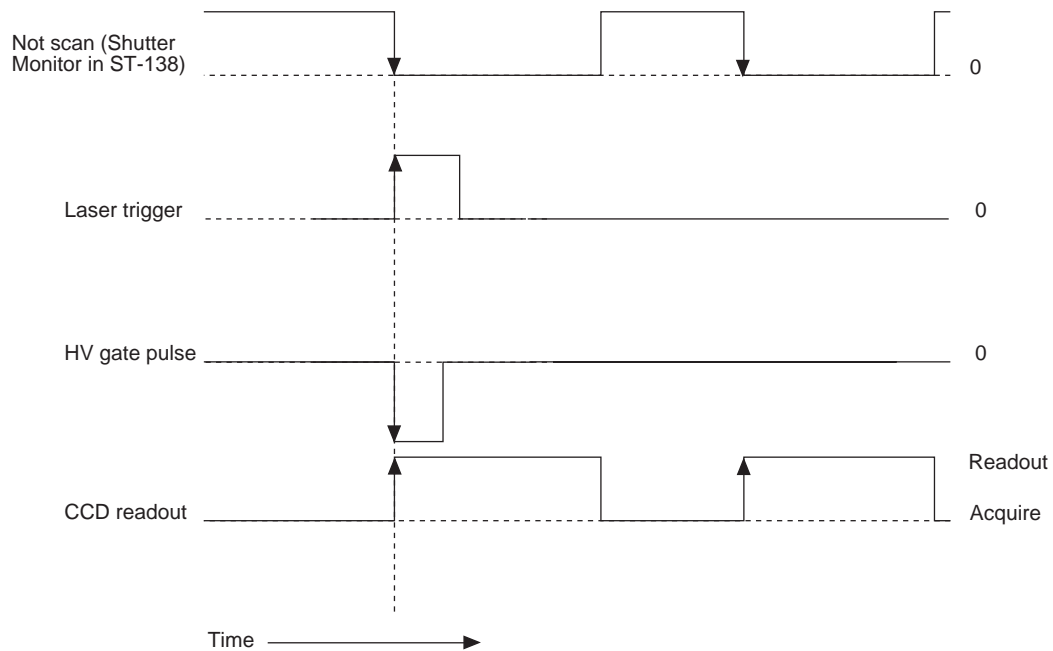 Not scan (Shutter
Monitor in ST-138)
0
Laser trigger
0
HV gate pulse
0
Readout
CCD readout
Acquire
Time